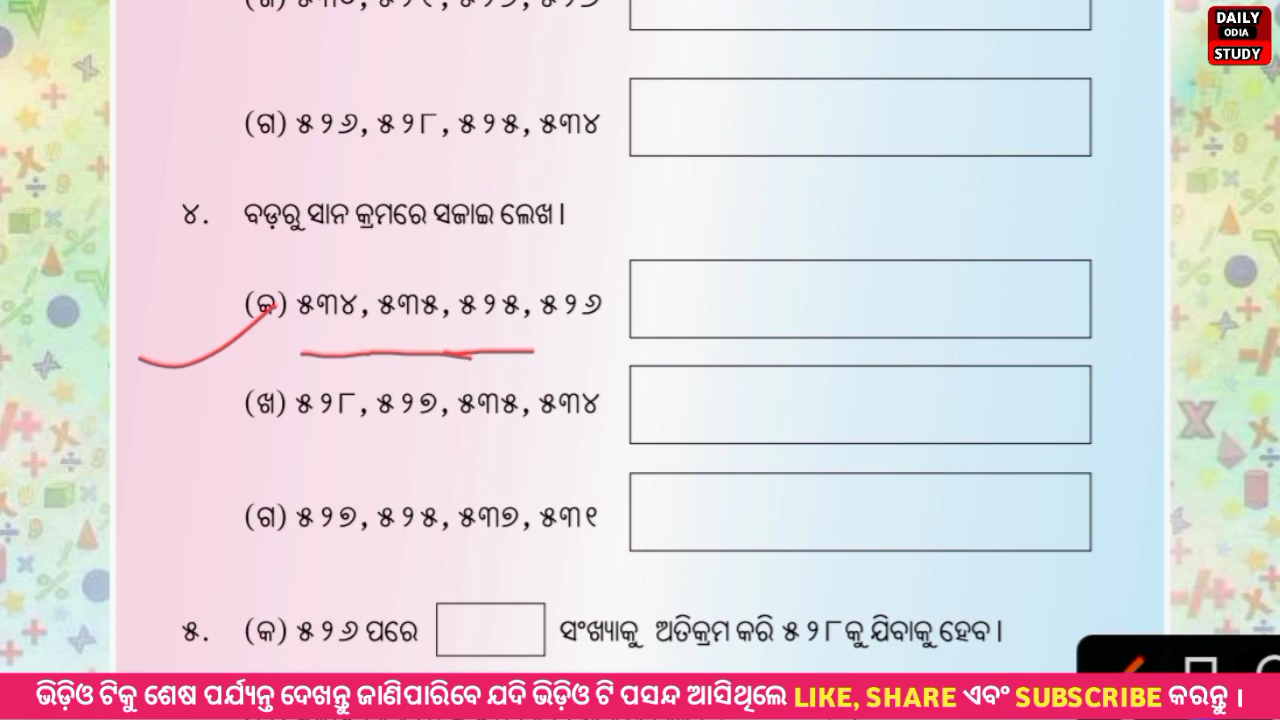 DAILY
ODIA
STUDY
(ଗ) ୫୨୬, ୫୨୮, ୫୨୫, ୫୩୪
୪. ବଡ଼ରୁ ସାନ କ୍ରମରେ ସଜାଇ ଲେଖ।
(କ) ୫୩୪, ୫୩୫, ୫୨୫, ୫୨୬
(ଖ) ୫୨୮, ୫୨୭, ୫୩୫, ୫୩୪
(ଗ) ୫୨୭, ୫୨୫, ୫୩୭, ୫୩୧
୫. (କ) ୫୨୬ ପରେ ସଂଖ୍ୟାକୁ ଅତିକ୍ରମ କରି ୫୨୮କୁ ଯିବାକୁ ହେବ।
ଭିଡ଼ିଓ ଟିକୁ ଶେଷ ପର୍ଯ୍ୟନ୍ତ ଦେଖନ୍ତୁ ଜାଣିପାରିବେ ଯଦି ଭିଡ଼ିଓ ଟି ପସନ୍ଦ ଆସିଥିଲେ LIKE, SHARE ଏବଂ SUBSCRIBE କରନ୍ତୁ ।